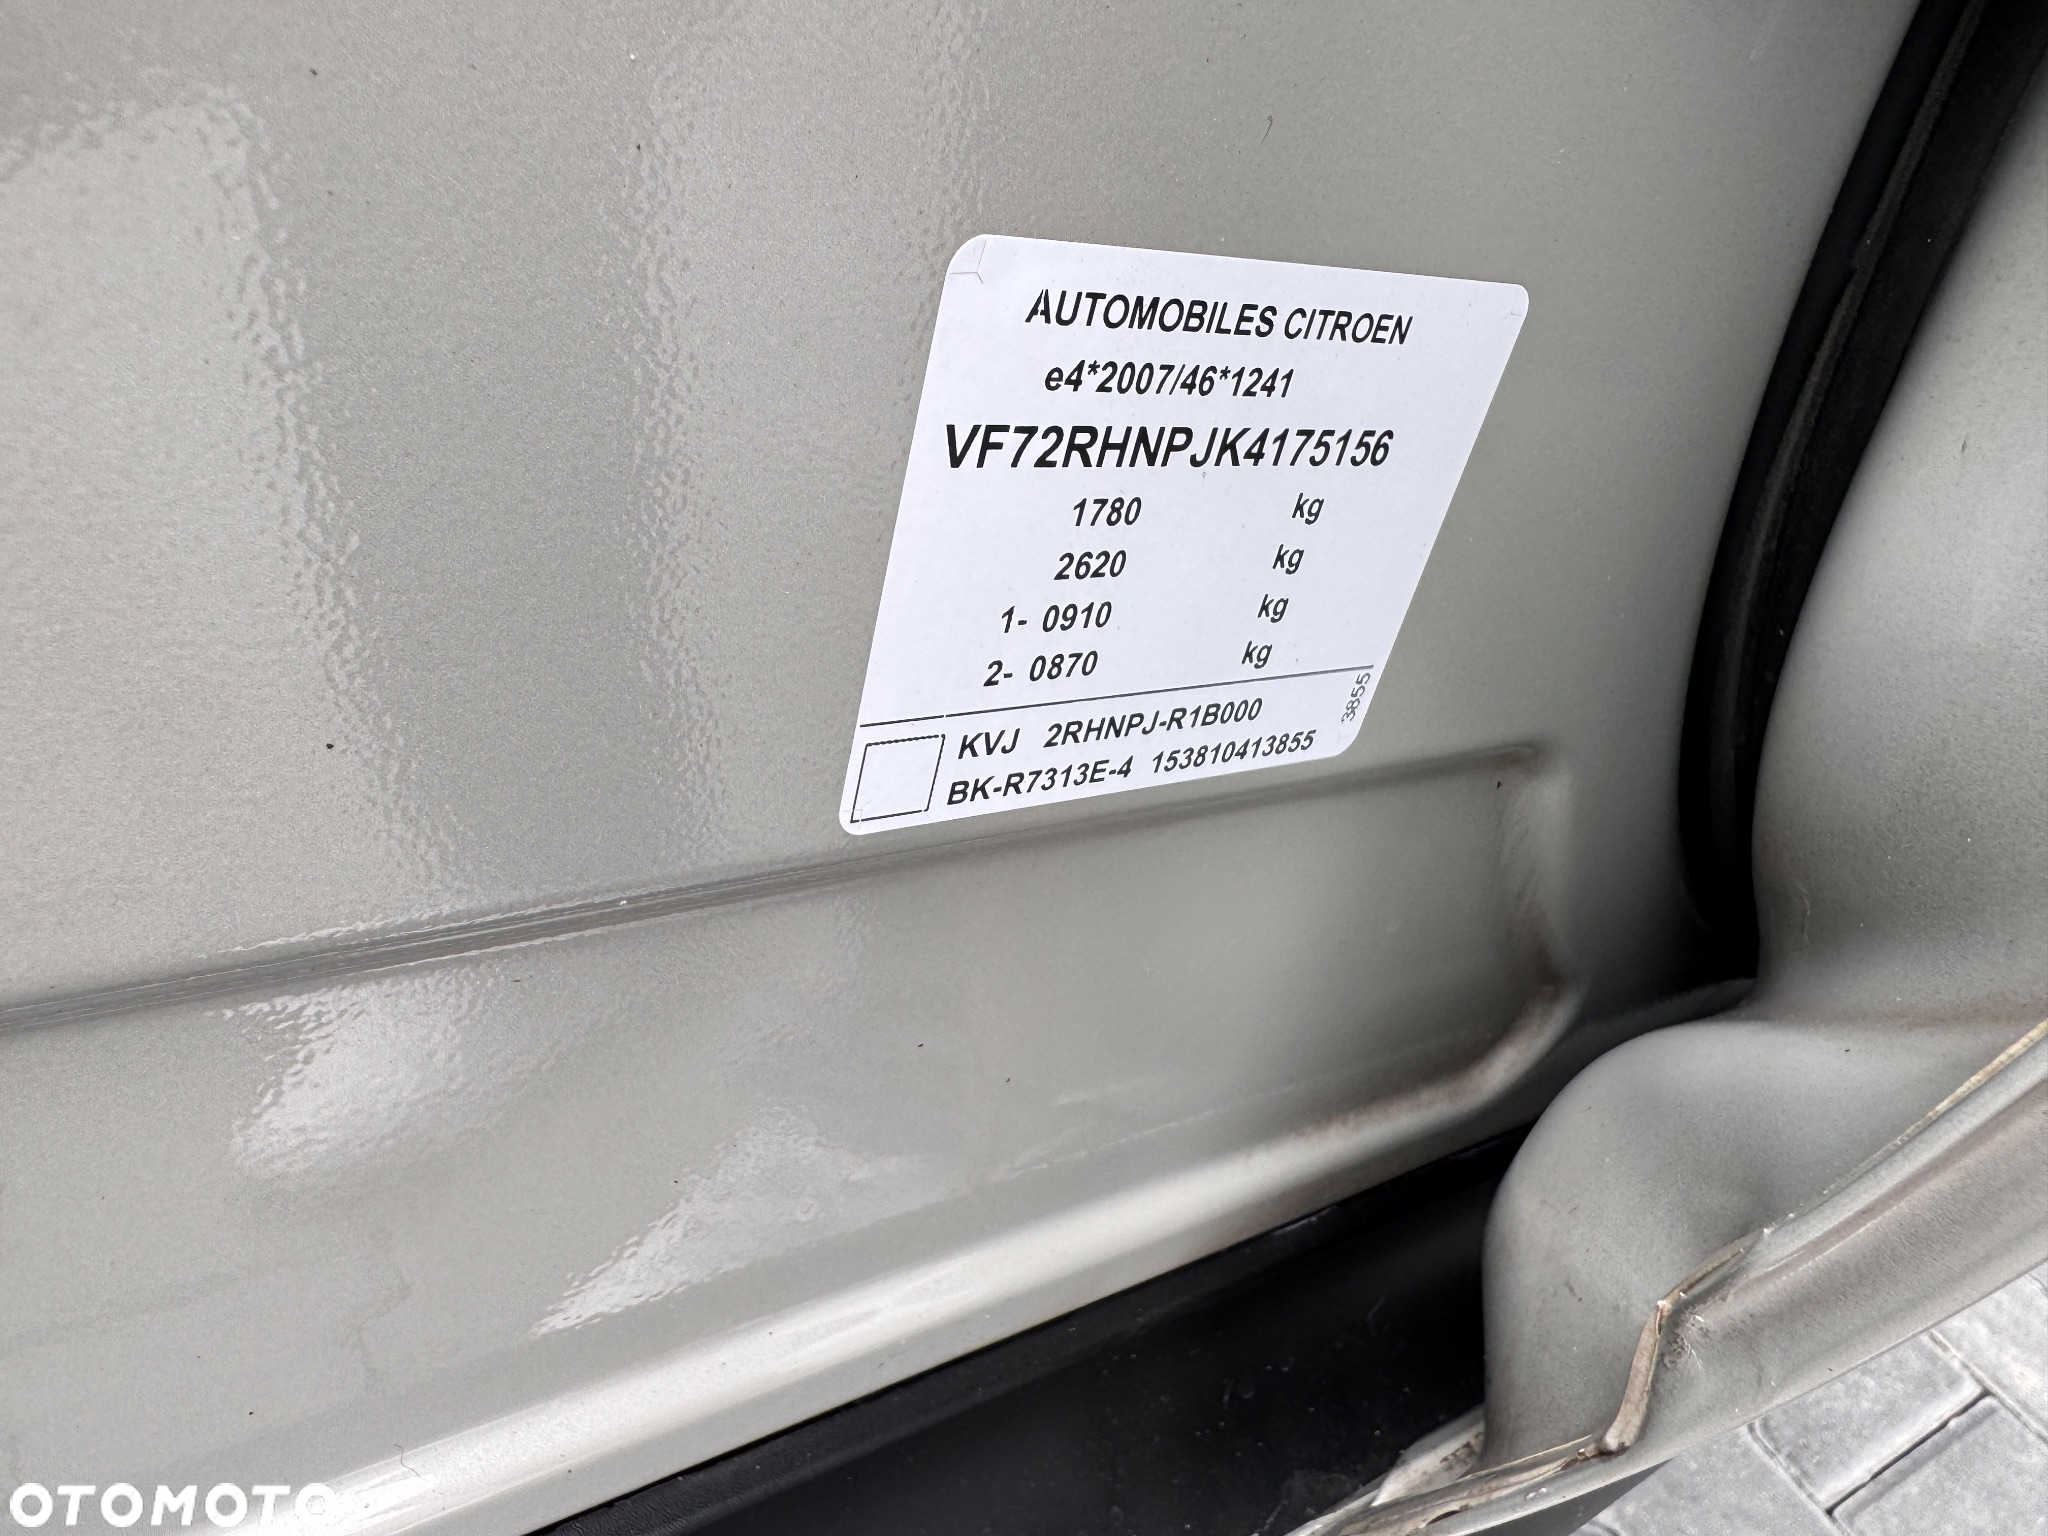 AUTOMOBILES CITROEN
e4*2007/46*1241
VF72RHNPJK4175156
1780 kg
2620 kg
1- 0910 kg
2- 0870 kg
3855
KVJ 2RHNPJ-R1B000
BK-R7313E-4 153810413855
OTOMOTO